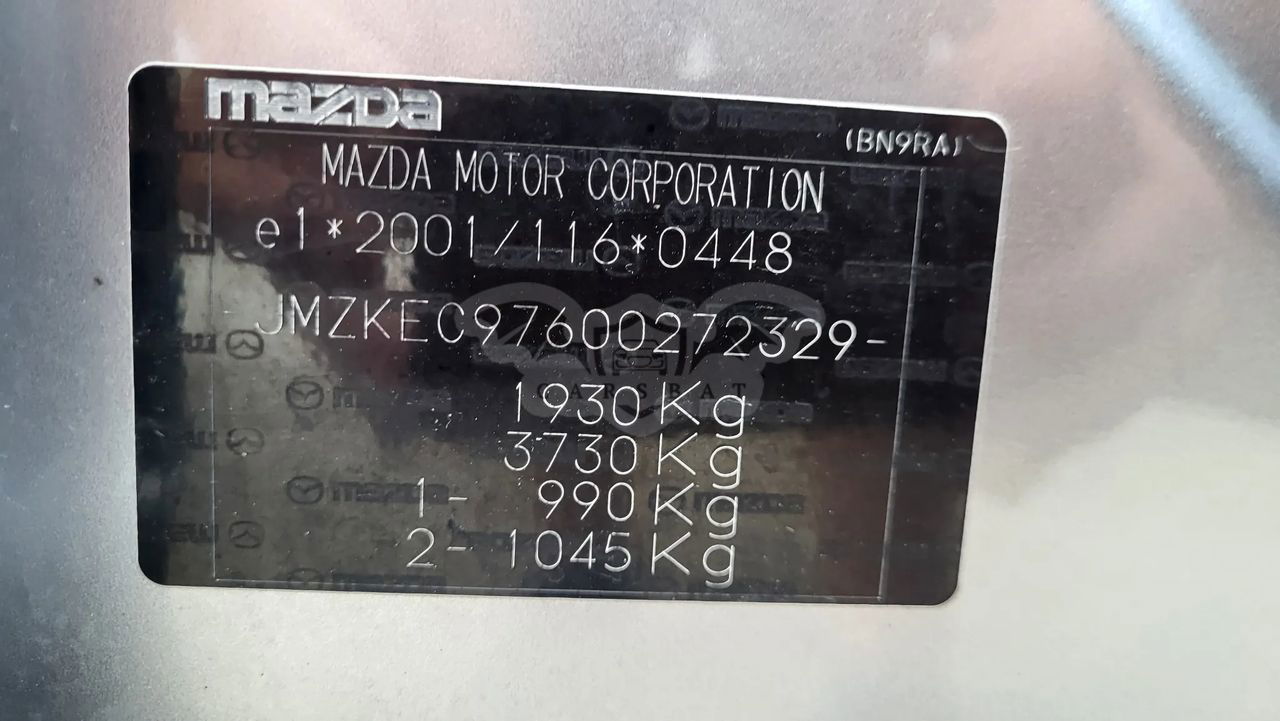 mazda
(BN9RA)
MAZDA MOTOR CORPORATION
e1*2001/116*0448
JMZKEC97600272329-
CARSBAT
1930 Kg
3730 Kg
1- 990 Kg
2- 1045 Kg